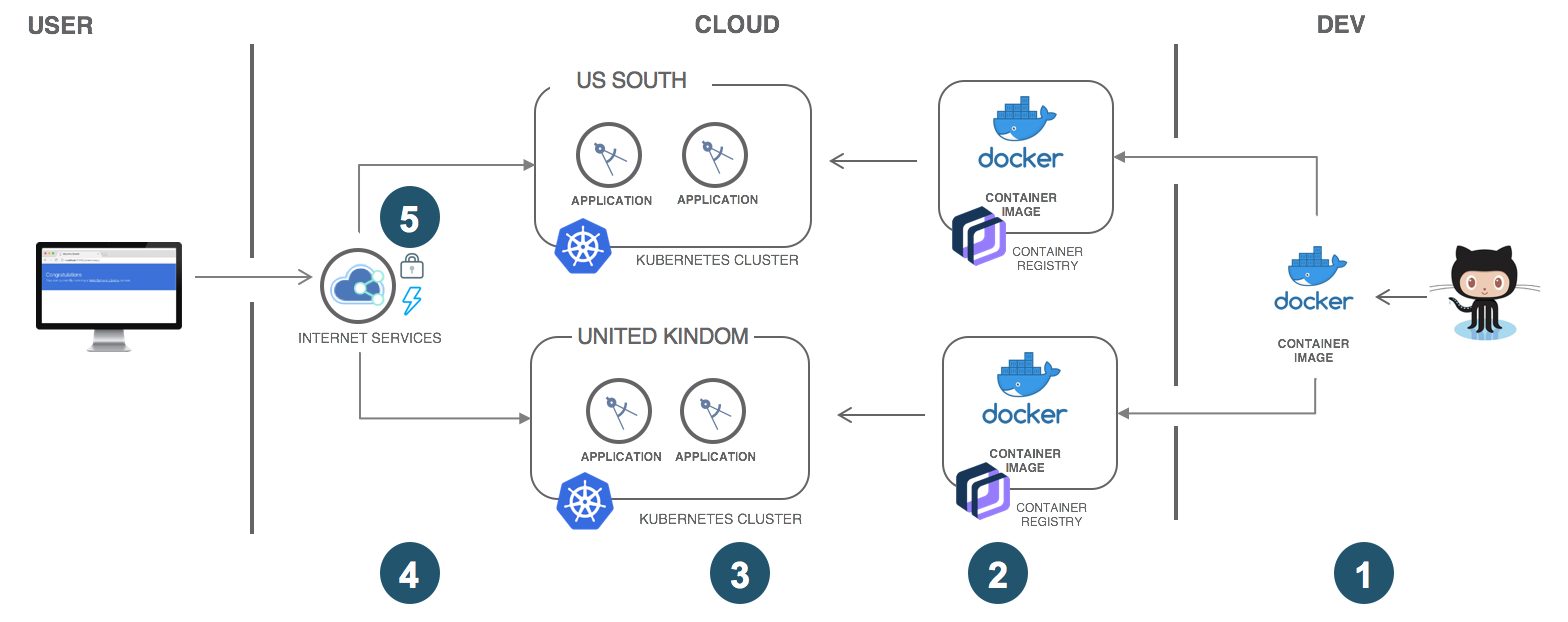 USER
CLOUD
DEV
US SOUTH
APPLICATION
APPLICATION
KUBERNETES CLUSTER
docker
CONTAINER
IMAGE
CONTAINER
REGISTRY
5
INTERNET SERVICES
Congratulations
docker
CONTAINER
IMAGE
UNITED KINDOM
APPLICATION
APPLICATION
KUBERNETES CLUSTER
docker
CONTAINER
IMAGE
CONTAINER
REGISTRY
4
3
2
1